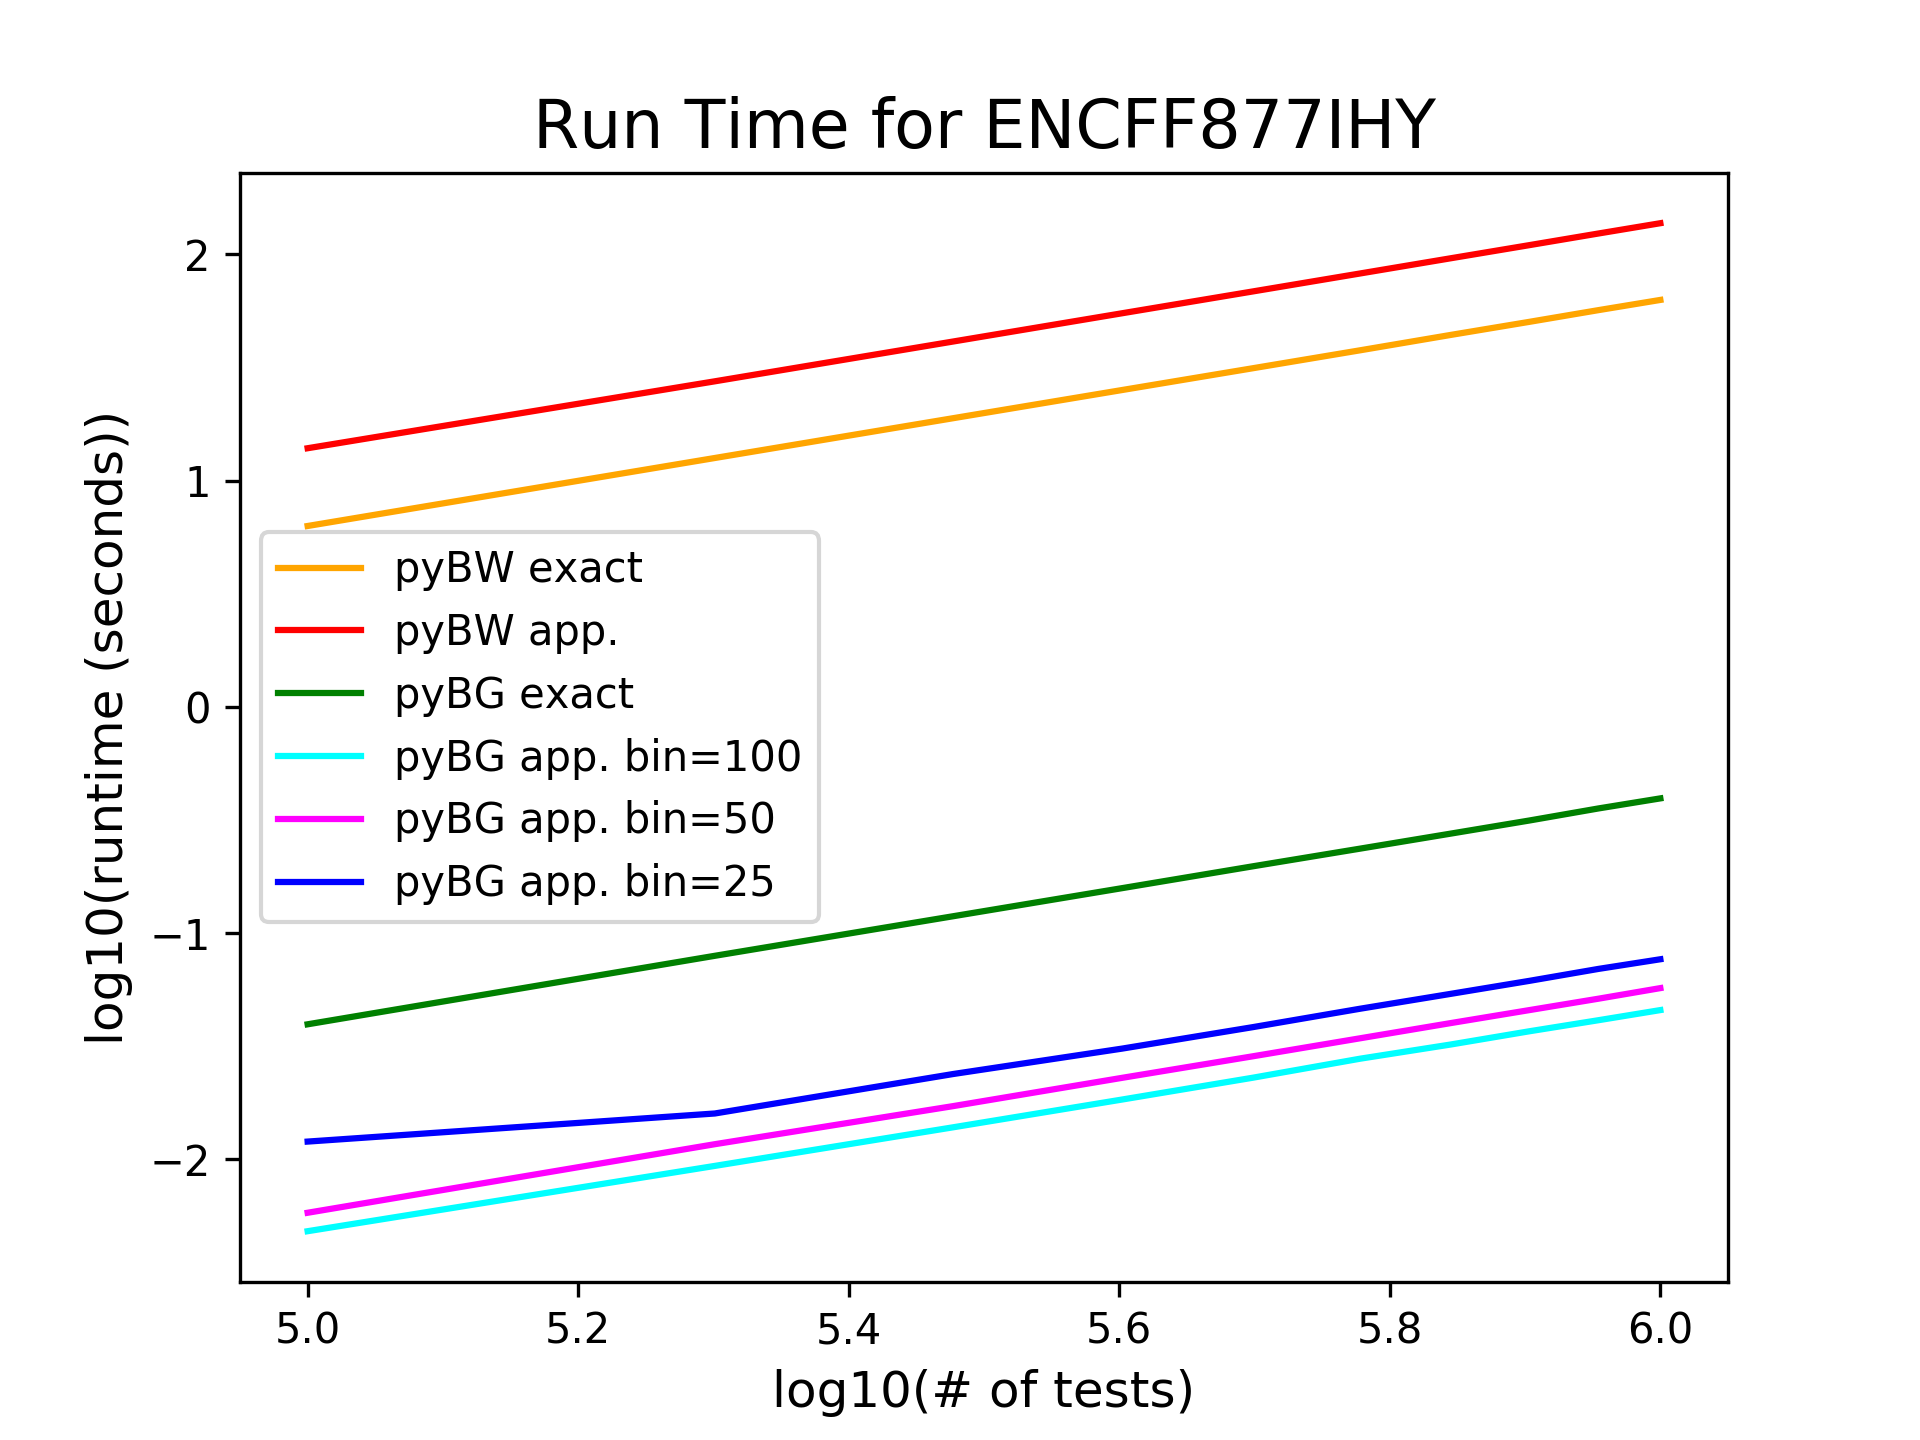 Run Time for ENCFF877IHY
log10(runtime (seconds))
2
1
0
−1
−2
pyBW exact
pyBW app.
pyBG exact
pyBG app. bin=100
pyBG app. bin=50
pyBG app. bin=25
5.0 5.2 5.4 5.6 5.8 6.0
log10(# of tests)